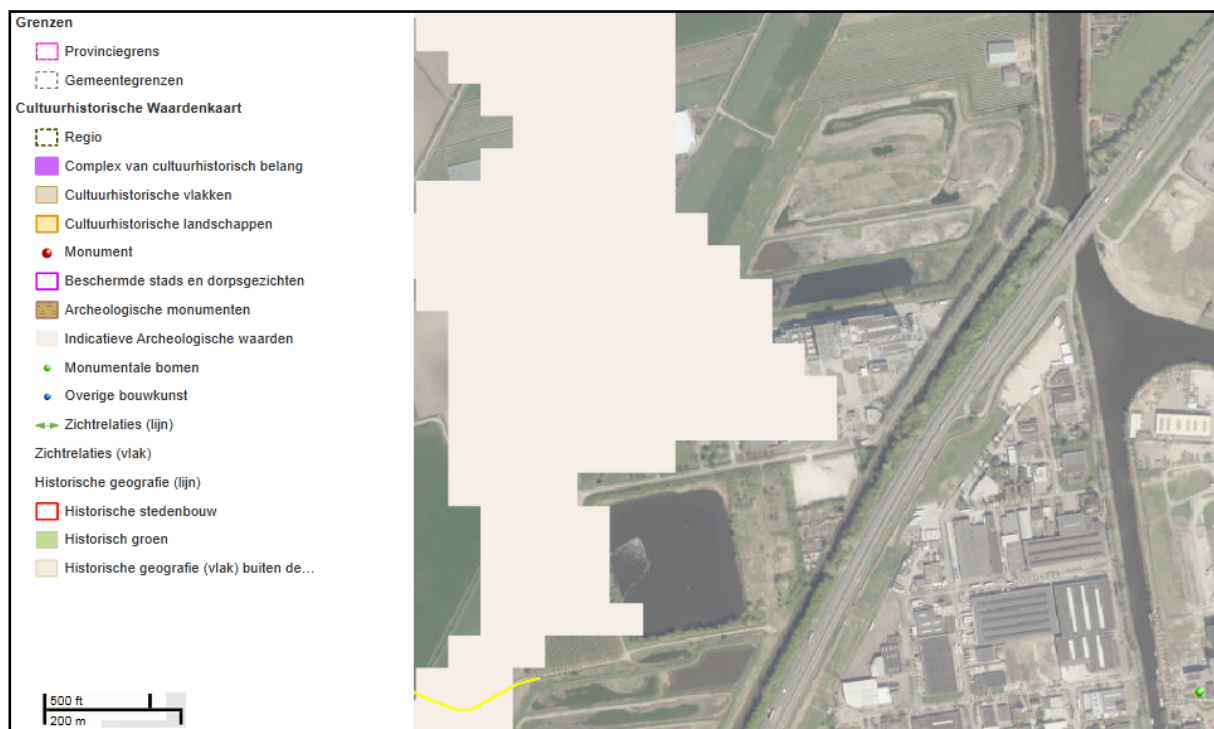 Grenzen
Provinciegrens
Gemeentegrenzen
Cultuurhistorische Waardenkaart
Regio
Complex van cultuurhistorisch belang
Cultuurhistorische vlakken
Cultuurhistorische landschappen
Monument
Beschermde stads en dorpsgezichten
Archeologische monumenten
Indicatieve Archeologische waarden
Monumentale bomen
Overige bouwkunst
Zichtrelaties (lijn)
Zichtrelaties (vlak)
Historische geografie (lijn)
Historische stedenbouw
Historisch groen
Historische geografie (vlak) buiten de…
500 ft
200 m